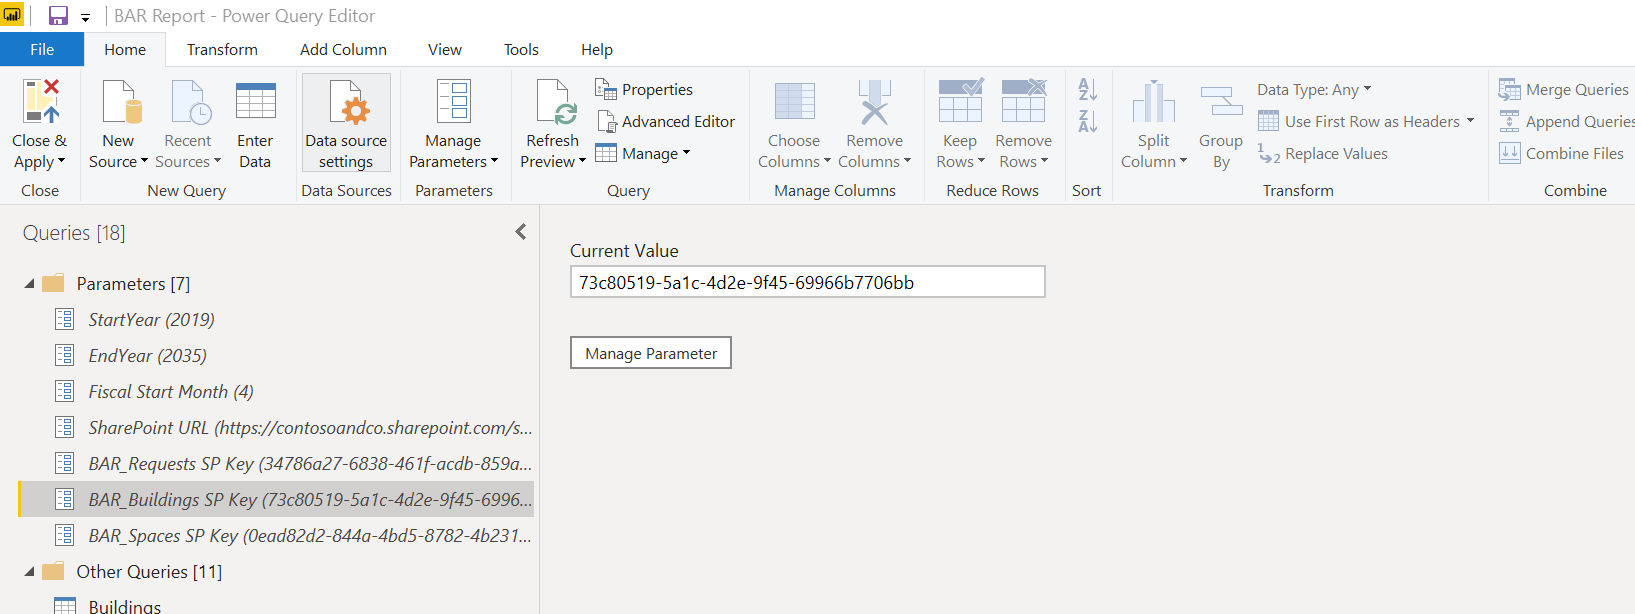 BAR Report - Power Query Editor
File Home Transform Add Column View Tools Help
Close & Apply
New Source
Recent Sources
Enter Data
Data source settings
Manage Parameters
Refresh Preview
Properties
Advanced Editor
Manage
Choose Columns
Remove Columns
Keep Rows
Remove Rows
A Z
Z A
Split Column
Group By
Data Type: Any
Use First Row as Headers
1 2 Replace Values
Merge Queries
Append Queries
Combine Files
Close New Query Data Sources Parameters Query Manage Columns Reduce Rows Sort Transform Combine
Queries [18]
Parameters [7]
StartYear (2019)
EndYear (2035)
Fiscal Start Month (4)
SharePoint URL (https://contosoandco.sharepoint.com/s...
BAR_Requests SP Key (34786a27-6838-461f-acdb-859a...
BAR_Buildings SP Key (73c80519-5a1c-4d2e-9f45-6996...
BAR_Spaces SP Key (0ead82d2-844a-4bd5-8782-4b231...
Other Queries [11]
Buildings
Current Value
73c80519-5a1c-4d2e-9f45-69966b7706bb
Manage Parameter